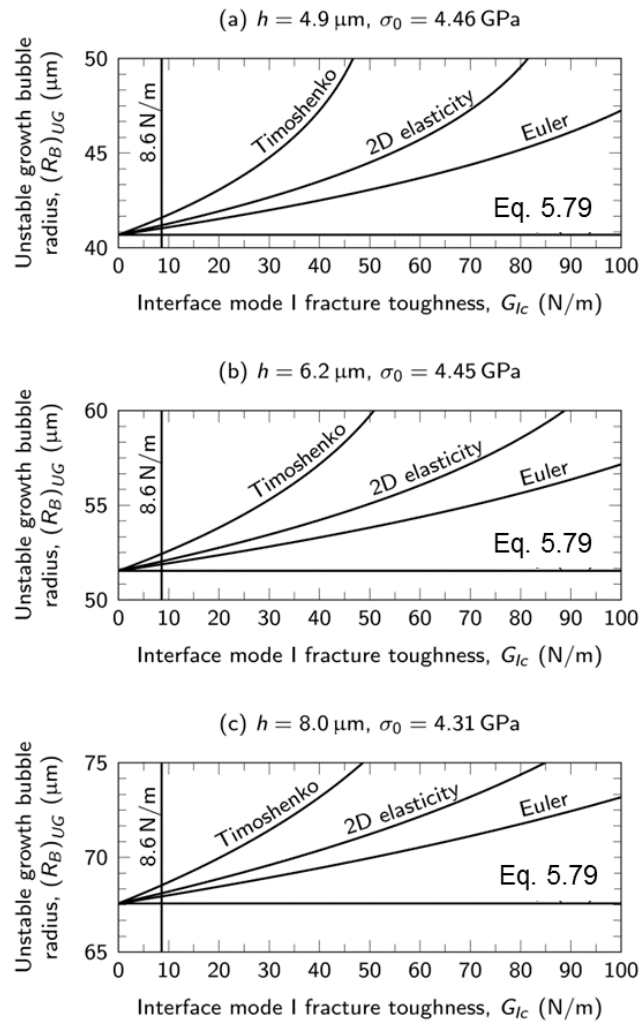 (a) h = 4.9 μm, σ0 = 4.46 GPa
Unstable growth bubble
radius, (RB)UG (μm)
50
45
40
8.6 N/m
Timoshenko
2D elasticity
Euler
Eq. 5.79
0 10 20 30 40 50 60 70 80 90 100
Interface mode I fracture toughness, GIc (N/m)
(b) h = 6.2 μm, σ0 = 4.45 GPa
Unstable growth bubble
radius, (RB)UG (μm)
60
55
50
8.6 N/m
Timoshenko
2D elasticity
Euler
Eq. 5.79
0 10 20 30 40 50 60 70 80 90 100
Interface mode I fracture toughness, GIc (N/m)
(c) h = 8.0 μm, σ0 = 4.31 GPa
Unstable growth bubble
radius, (RB)UG (μm)
75
70
65
8.6 N/m
Timoshenko
2D elasticity
Euler
Eq. 5.79
0 10 20 30 40 50 60 70 80 90 100
Interface mode I fracture toughness, GIc (N/m)